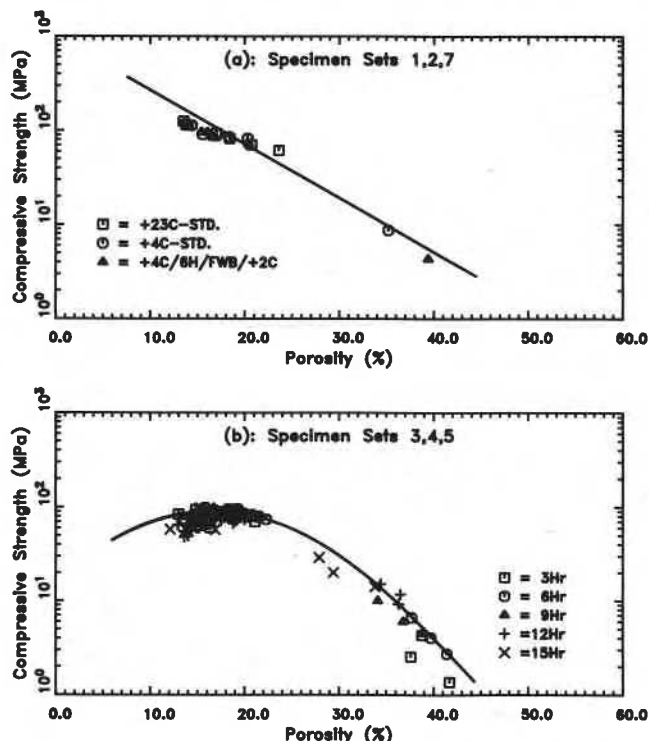 (a): Specimen Sets 1,2,7
Compressive Strength (MPa)
10³
10²
10¹
10⁰
= +23C-STD.
= +4C-STD.
= +4C/6H/FWB/+2C
0.0 10.0 20.0 30.0 40.0 50.0 60.0
Porosity (%)
(b): Specimen Sets 3,4,5
Compressive Strength (MPa)
10³
10²
10¹
10⁰
= 3Hr
= 6Hr
= 9Hr
=12Hr
=15Hr
0.0 10.0 20.0 30.0 40.0 50.0 60.0
Porosity (%)